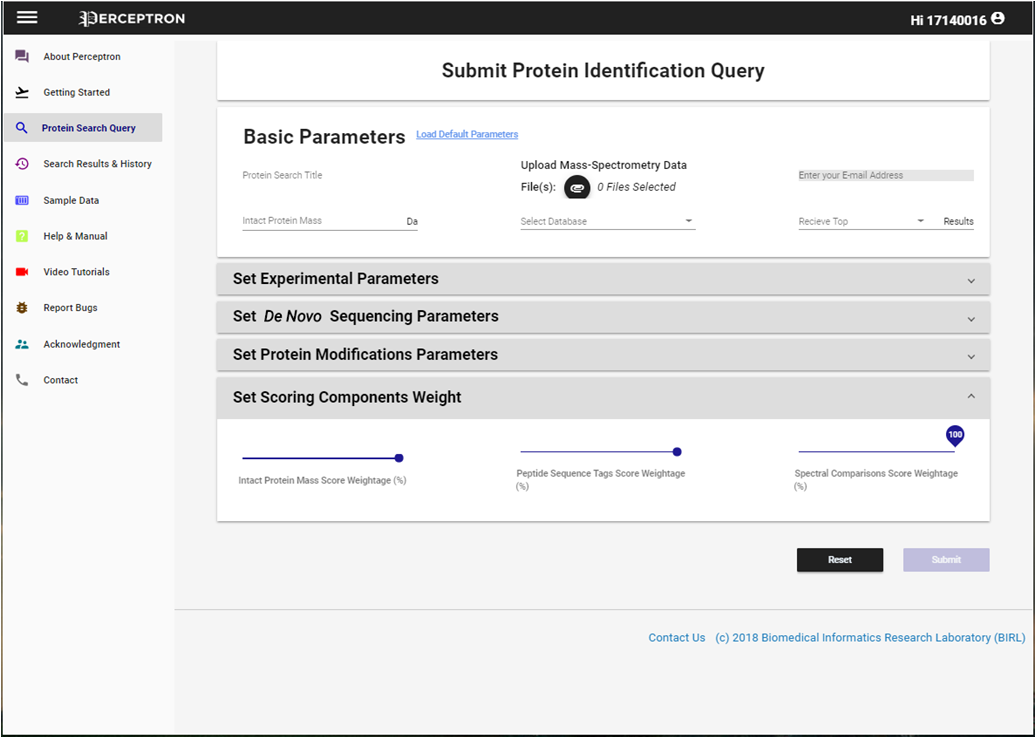 PERCEPTRON
Hi 17140016
About Perceptron
Getting Started
Protein Search Query
Search Results & History
Sample Data
Help & Manual
Video Tutorials
Report Bugs
Acknowledgment
Contact
Submit Protein Identification Query
Basic Parameters Load Default Parameters
Protein Search Title
Upload Mass-Spectrometry Data
File(s): 0 Files Selected
Enter your E-mail Address
Intact Protein Mass Da
Select Database
Recieve Top Results
Set Experimental Parameters
Set De Novo Sequencing Parameters
Set Protein Modifications Parameters
Set Scoring Components Weight
Intact Protein Mass Score Weightage (%)
Peptide Sequence Tags Score Weightage
(%)
100
Spectral Comparisons Score Weightage
(%)
Reset
Submit
Contact Us (c) 2018 Biomedical Informatics Research Laboratory (BIRL)